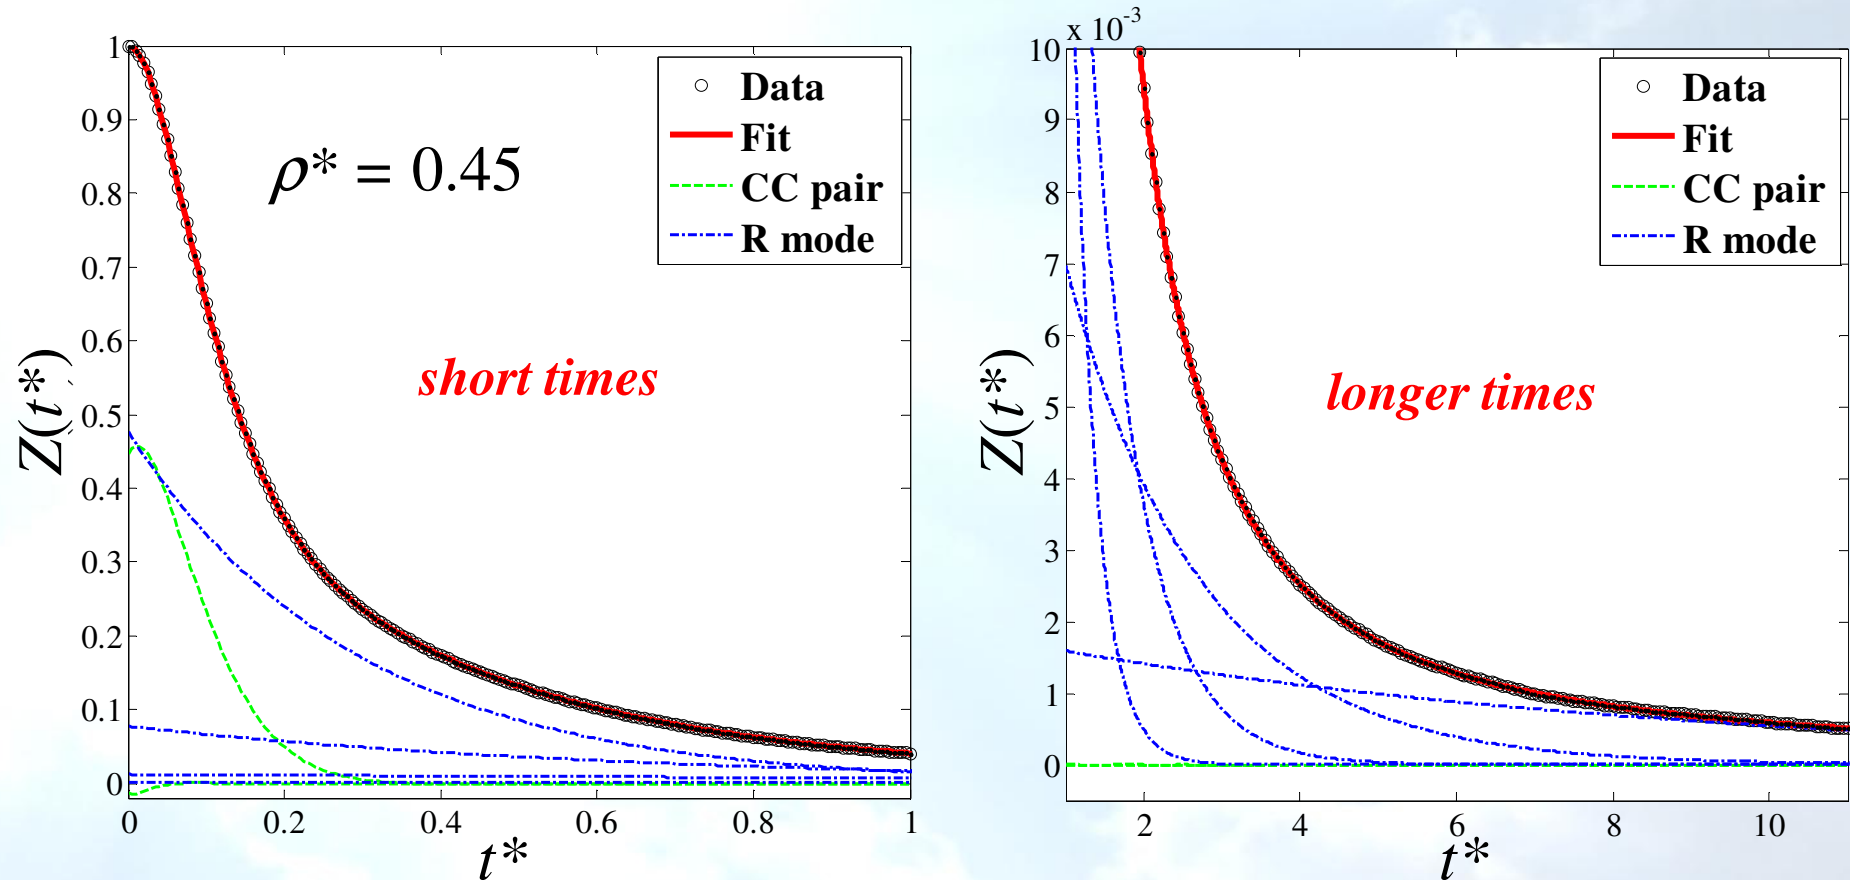 1
0.9
0.8
0.7
0.6
0.5
0.4
0.3
0.2
0.1
0
0
0.2
0.4
0.6
0.8
1
Z(t*)
t*
ρ* = 0.45
short times
Data
Fit
CC pair
R mode
x 10-3
10
9
8
7
6
5
4
3
2
1
0
2
4
6
8
10
Z(t*)
t*
longer times
Data
Fit
CC pair
R mode